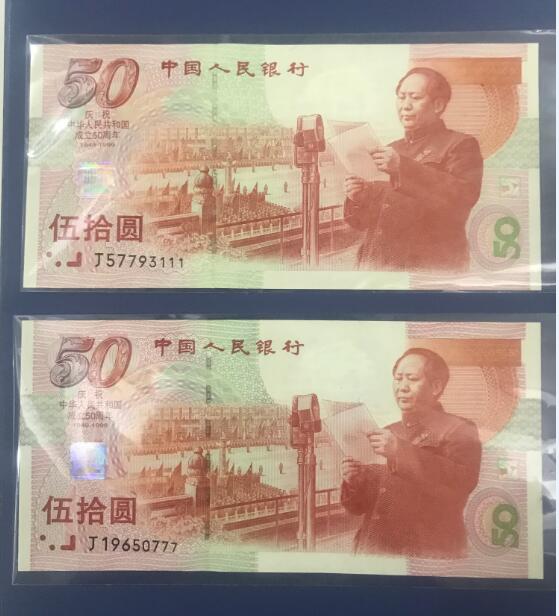 50
中国人民银行
庆祝
中华人民共和国
成立50周年
1949-1999
伍拾圆
J57793111
50
50
中国人民银行
庆祝
中华人民共和国
成立50周年
1949-1999
伍拾圆
J19650777
50